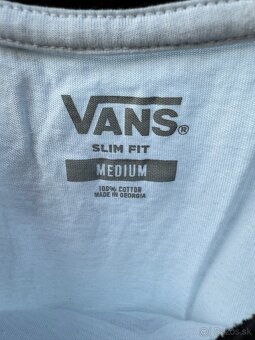 VANS®
SLIM FIT
MEDIUM
100% COTTON
MADE IN GEORGIA